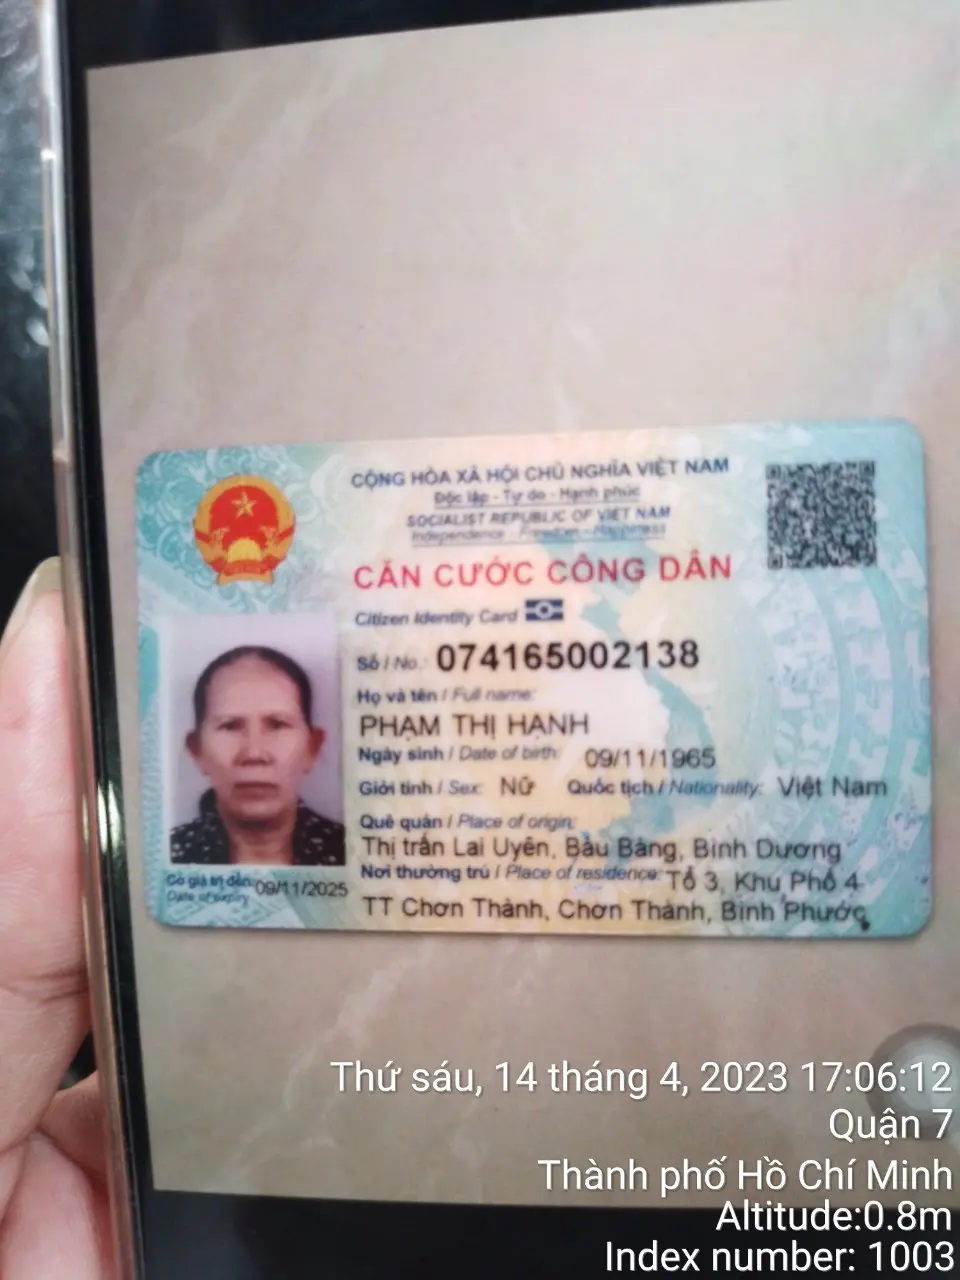 CỘNG HÒA XÃ HỘI CHỦ NGHĨA VIỆT NAM
Độc lập - Tự do - Hạnh phúc
SOCIALIST REPUBLIC OF VIET NAM
Independence - Freedom - Happiness
CĂN CƯỚC CÔNG DÂN
Citizen Identity Card
Số / No.: 074165002138
Họ và tên / Full name:
PHẠM THỊ HẠNH
Ngày sinh / Date of birth: 09/11/1965
Giới tính / Sex: Nữ Quốc tịch / Nationality: Việt Nam
Quê quán / Place of origin:
Thị trấn Lai Uyên, Bàu Bàng, Bình Dương
Nơi thường trú / Place of residence: Tổ 3, Khu Phố 4
TT Chơn Thành, Chơn Thành, Bình Phước
Có giá trị đến: 09/11/2025
Date of expiry
Thứ sáu, 14 tháng 4, 2023 17:06:12
Quận 7
Thành phố Hồ Chí Minh
Altitude:0.8m
Index number: 1003